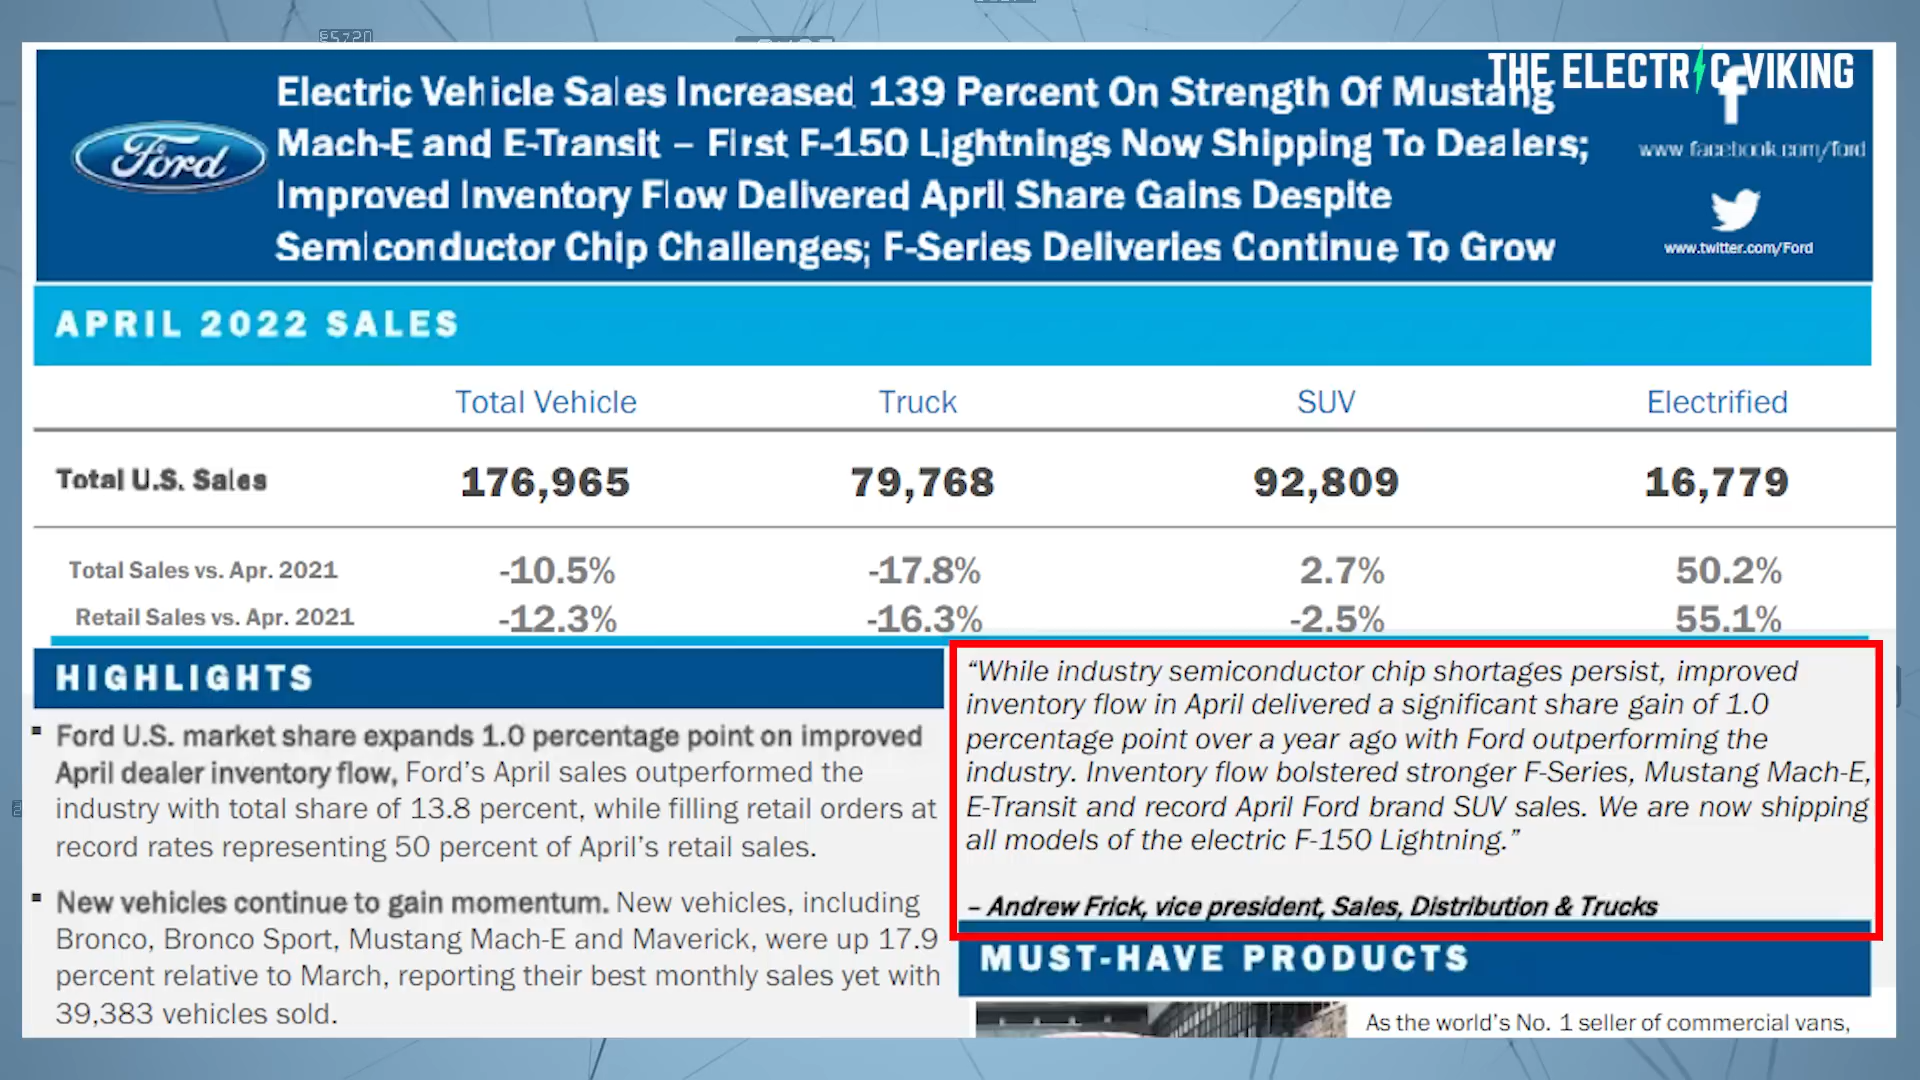 THE ELECTRIC VIKING
Ford
Electric Vehicle Sales Increased 139 Percent On Strength Of Mustang
Mach-E and E-Transit – First F-150 Lightnings Now Shipping To Dealers;
Improved Inventory Flow Delivered April Share Gains Despite
Semiconductor Chip Challenges; F-Series Deliveries Continue To Grow
www.facebook.com/ford
www.twitter.com/Ford
APRIL 2022 SALES
Total Vehicle Truck SUV Electrified
Total U.S. Sales 176,965 79,768 92,809 16,779
Total Sales vs. Apr. 2021 -10.5% -17.8% 2.7% 50.2%
Retail Sales vs. Apr. 2021 -12.3% -16.3% -2.5% 55.1%
HIGHLIGHTS
▪ Ford U.S. market share expands 1.0 percentage point on improved
April dealer inventory flow, Ford's April sales outperformed the
industry with total share of 13.8 percent, while filling retail orders at
record rates representing 50 percent of April's retail sales.
▪ New vehicles continue to gain momentum. New vehicles, including
Bronco, Bronco Sport, Mustang Mach-E and Maverick, were up 17.9
percent relative to March, reporting their best monthly sales yet with
39,383 vehicles sold.
“While industry semiconductor chip shortages persist, improved
inventory flow in April delivered a significant share gain of 1.0
percentage point over a year ago with Ford outperforming the
industry. Inventory flow bolstered stronger F-Series, Mustang Mach-E,
E-Transit and record April Ford brand SUV sales. We are now shipping
all models of the electric F-150 Lightning.”
– Andrew Frick, vice president, Sales, Distribution & Trucks
MUST-HAVE PRODUCTS
As the world's No. 1 seller of commercial vans,